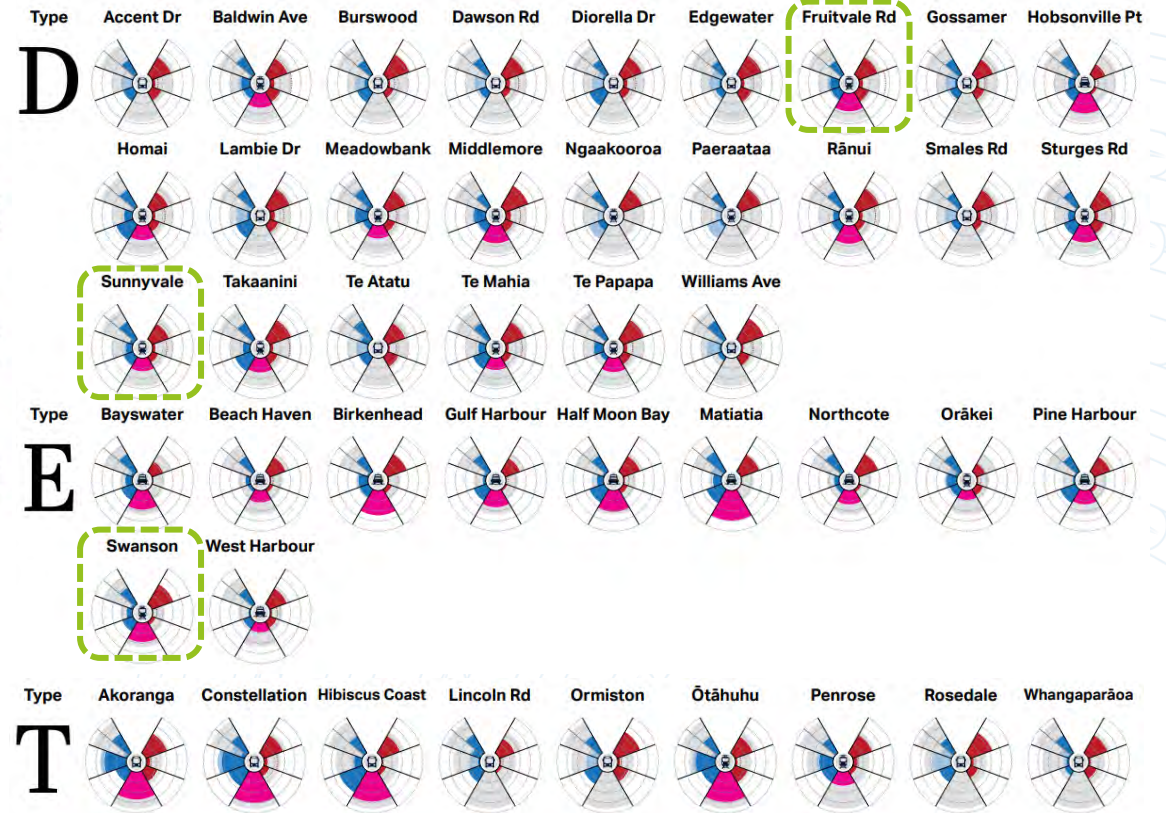 Type Accent Dr Baldwin Ave Burswood Dawson Rd Diorella Dr Edgewater Fruitvale Rd Gossamer Hobsonville Pt
D
Homai Lambie Dr Meadowbank Middlemore Ngaakooroa Paeraataa Rānui Smales Rd Sturges Rd
Sunnyvale Takaanini Te Atatu Te Mahia Te Papapa Williams Ave
Type Bayswater Beach Haven Birkenhead Gulf Harbour Half Moon Bay Matiatia Northcote Orākei Pine Harbour
E
Swanson West Harbour
Type Akoranga Constellation Hibiscus Coast Lincoln Rd Ormiston Ōtāhuhu Penrose Rosedale Whangaparāoa
T